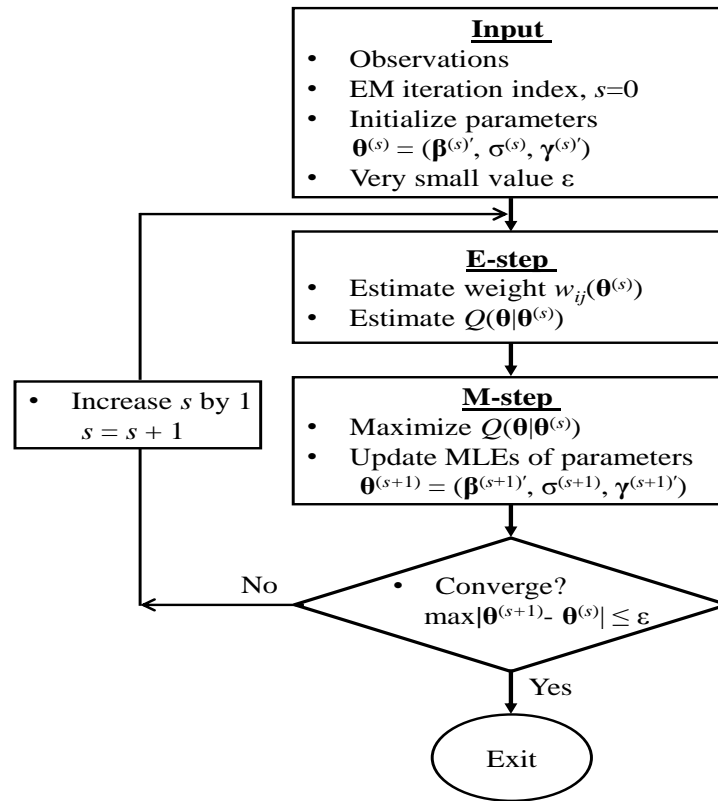 Input
• Observations
• EM iteration index, s=0
• Initialize parameters
θ⁽ˢ⁾ = (β⁽ˢ⁾′, σ⁽ˢ⁾, γ⁽ˢ⁾′)
• Very small value ε
E-step
• Estimate weight wᵢⱼ(θ⁽ˢ⁾)
• Estimate Q(θ|θ⁽ˢ⁾)
• Increase s by 1
s = s + 1
M-step
• Maximize Q(θ|θ⁽ˢ⁾)
• Update MLEs of parameters
θ⁽ˢ⁺¹⁾ = (β⁽ˢ⁺¹⁾′, σ⁽ˢ⁺¹⁾, γ⁽ˢ⁺¹⁾′)
No
• Converge?
max|θ⁽ˢ⁺¹⁾- θ⁽ˢ⁾| ≤ ε
Yes
Exit